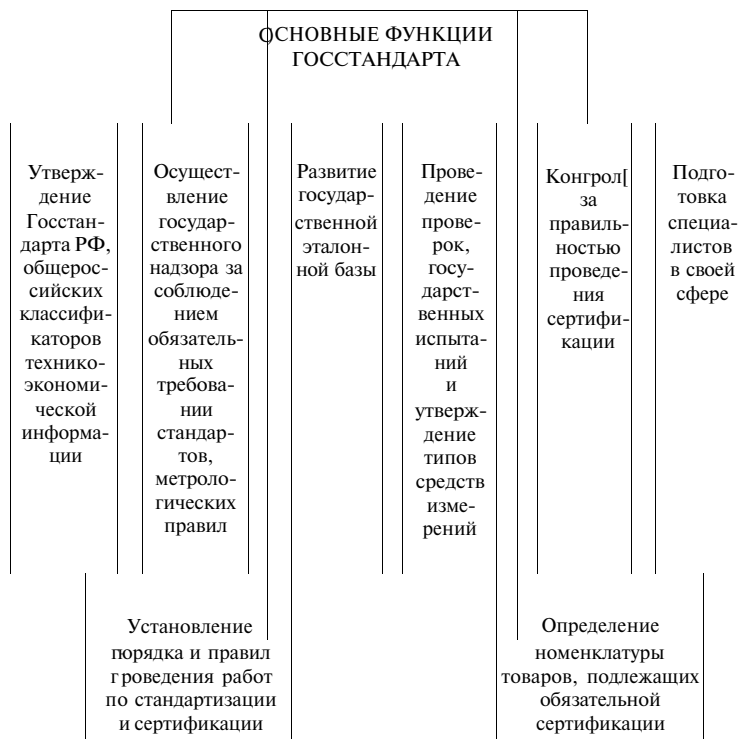 ОСНОВНЫЕ ФУНКЦИИ
ГОССТАНДАРТА
Утверж-
дение
Госстан-
дарта РФ,
общерос-
сийских
классифи-
каторов
технико-
экономи-
ческой
информа-
ции
Осущест-
вление
государ-
ственного
надзора за
соблюде-
нием
обязатель-
ных
требова-
нии
стандар-
тов,
метроло-
гических
правил
Развитие
государ-
ственной
эталон-
ной базы
Прове-
дение
прове-
рок,
госу-
дарст-
венных
испыта-
ний
и
утверж-
дение
типов
средств
изме-
рений
Конгрол[
за
правиль-
ностью
проведе-
ния
сертифи-
кации
Подго-
товка
специа-
листов
в своей
сфере
Установление
порядка и правил
гроведения работ
по стандартизации
и сертификации
Определение
номенклатуры
товаров, подлежащих
обязательной
сертификации